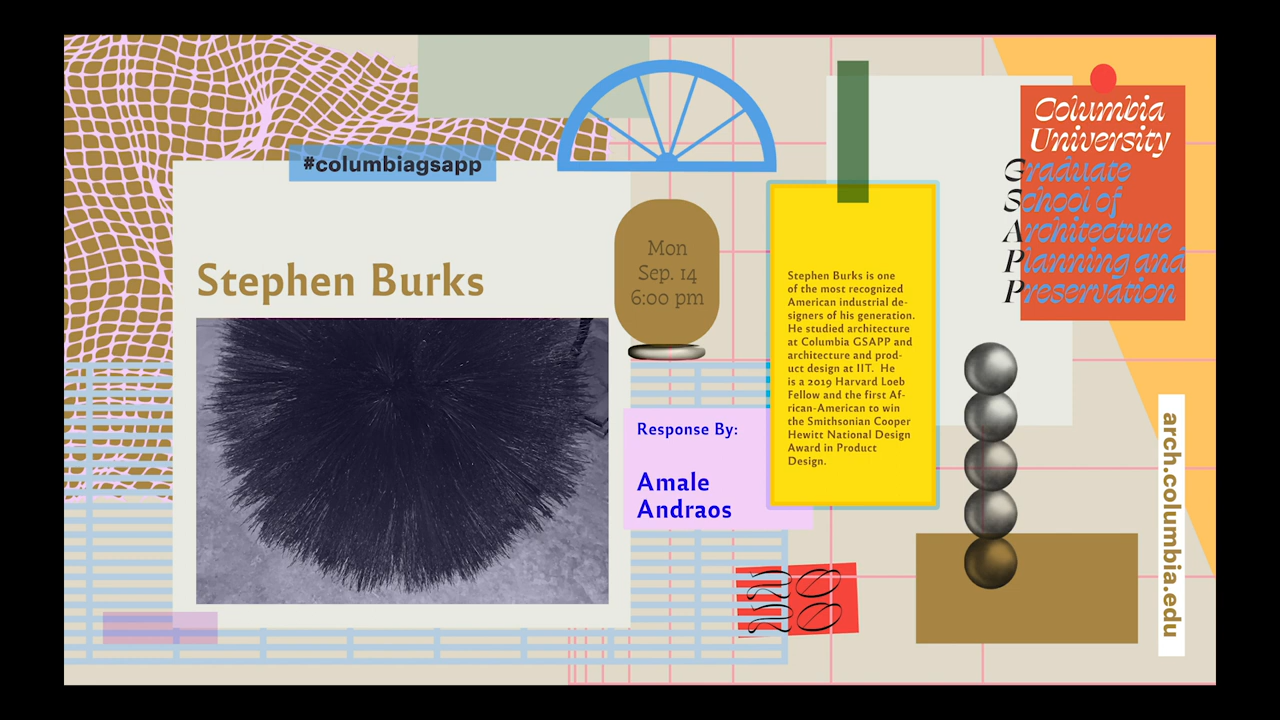 #columbiagsapp
Stephen Burks
Mon
Sep. 14
6:00 pm
Response By:
Amale
Andraos
Stephen Burks is one
of the most recognized
American industrial de-
signers of his generation.
He studied architecture
at Columbia GSAPP and
architecture and prod-
uct design at IIT. He
is a 2019 Harvard Loeb
Fellow and the first Af-
rican-American to win
the Smithsonian Cooper
Hewitt National Design
Award in Product
Design.
Columbia
University
Graduate
School of
Architecture
Planning and
Preservation
arch.columbia.edu
20
20